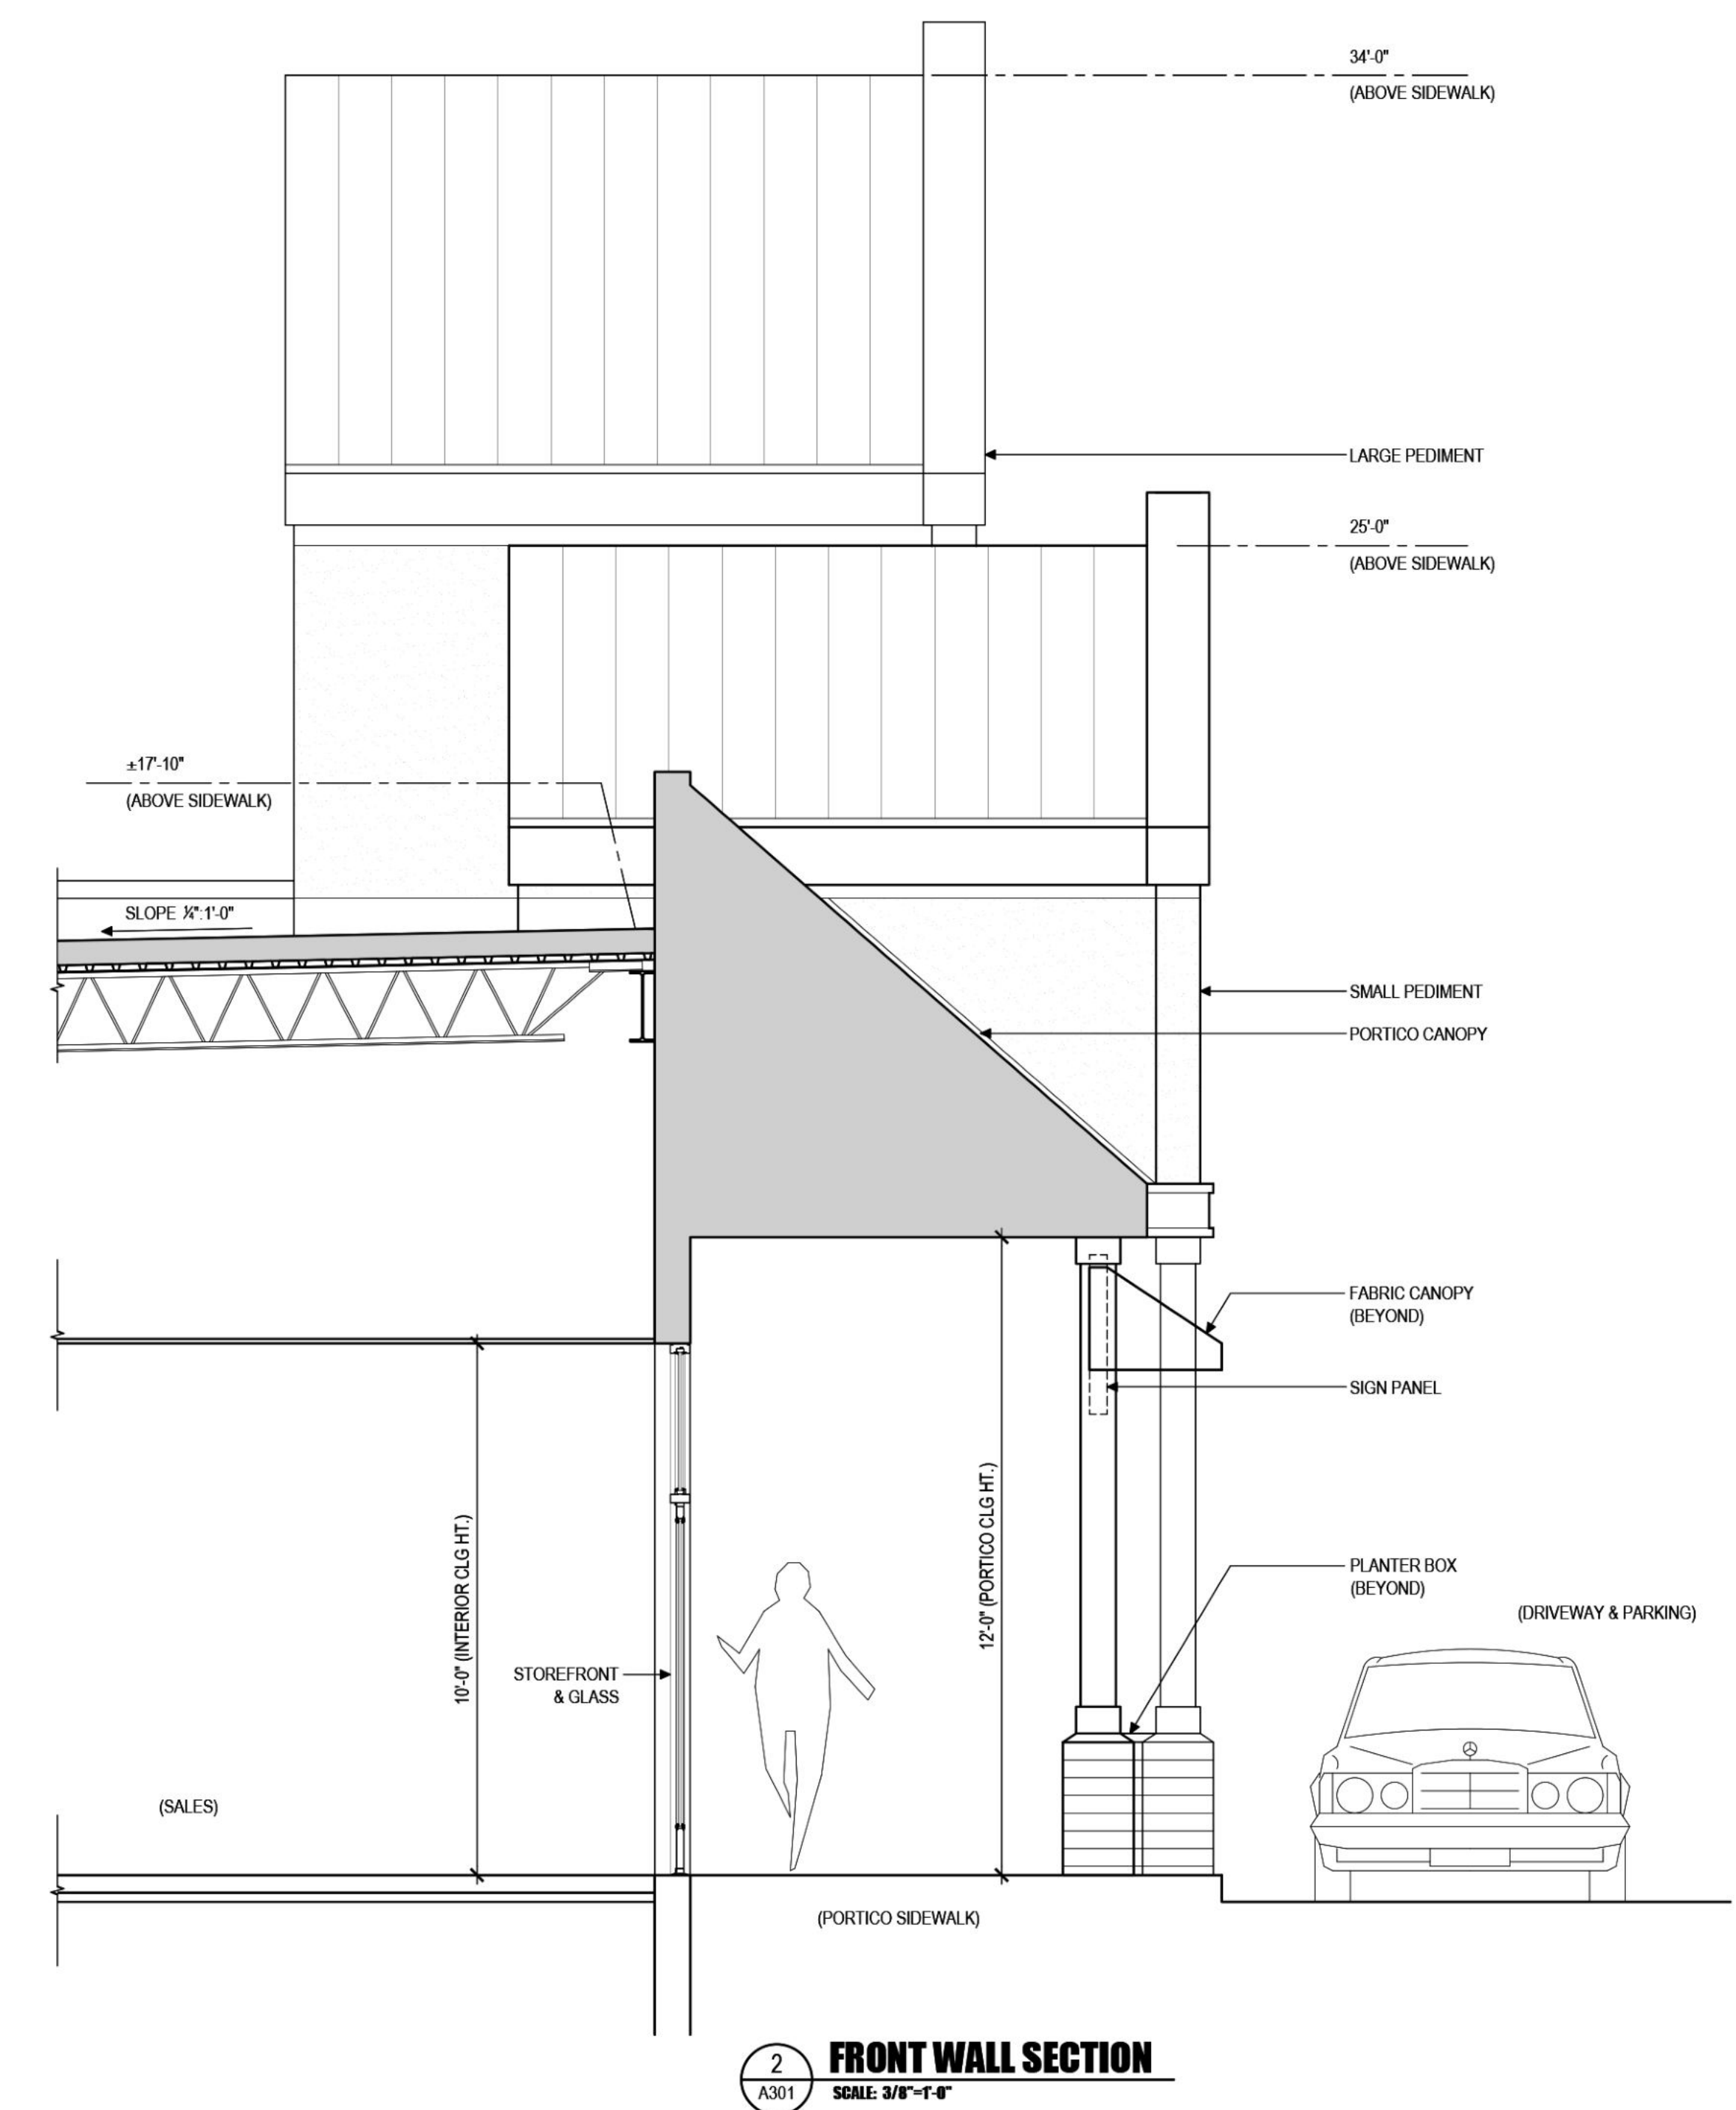 34'-0"
(ABOVE SIDEWALK)
LARGE PEDIMENT
25'-0"
(ABOVE SIDEWALK)
±17'-10"
(ABOVE SIDEWALK)
SLOPE ¼":1'-0"
SMALL PEDIMENT
PORTICO CANOPY
FABRIC CANOPY
(BEYOND)
SIGN PANEL
10'-0" (INTERIOR CLG HT.)
12'-0" (PORTICO CLG HT.)
PLANTER BOX
(BEYOND)
(DRIVEWAY & PARKING)
STOREFRONT
& GLASS
(SALES)
(PORTICO SIDEWALK)
2
A301
FRONT WALL SECTION
SCALE: 3/8"=1'-0"